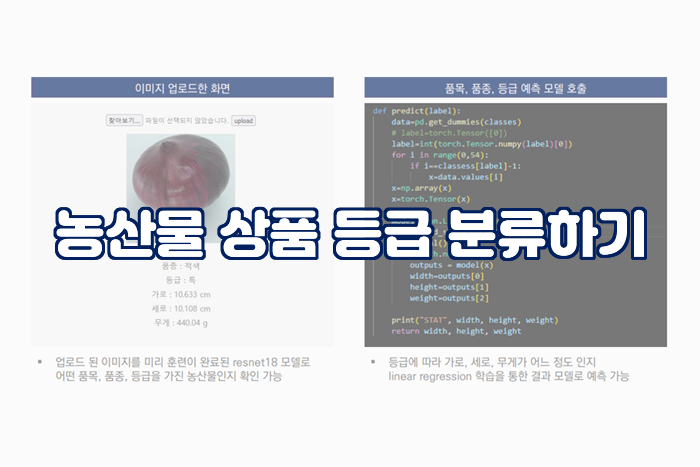 이미지 업로드한 화면
찾아보기... 파일이 선택되지 않았습니다. upload
농산물 상품 등급 분류하기
품종 : 적색
등급 : 특
가로 : 10.633 cm
세로 : 10.108 cm
무게 : 440.04 g
▪ 업로드 된 이미지를 미리 훈련이 완료된 resnet18 모델로
어떤 품목, 품종, 등급을 가진 농산물인지 확인 가능
품목, 품종, 등급 예측 모델 호출
def predict(label):
data=pd.get_dummies(classes)
# label=torch.Tensor([0])
label=int(torch.Tensor.numpy(label)[0])
for i in range(0,54):
if i==classess[label]-1:
x=data.values[i]
x=np.array(x)
x=torch.Tensor(x)
outputs = model(x)
width=outputs[0]
height=outputs[1]
weight=outputs[2]
print("STAT", width, height, weight)
return width, height, weight
▪ 등급에 따라 가로, 세로, 무게가 어느 정도 인지
linear regression 학습을 통한 결과 모델로 예측 가능